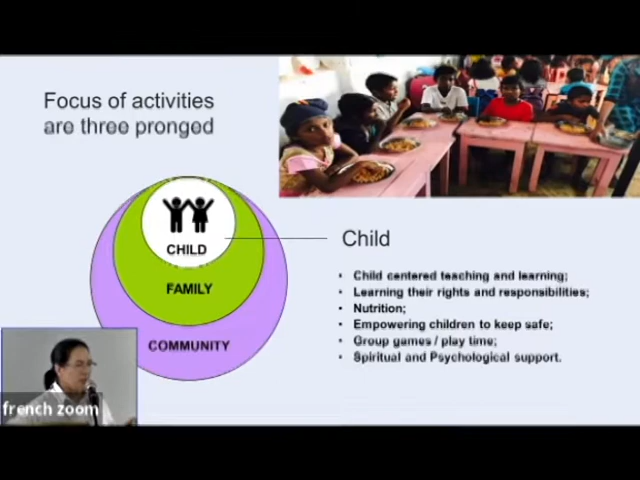 Focus of activities
are three pronged
CHILD
FAMILY
COMMUNITY
Child
• Child centered teaching and learning;
• Learning their rights and responsibilities;
• Nutrition;
• Empowering children to keep safe;
• Group games / play time;
• Spiritual and Psychological support.
french zoom